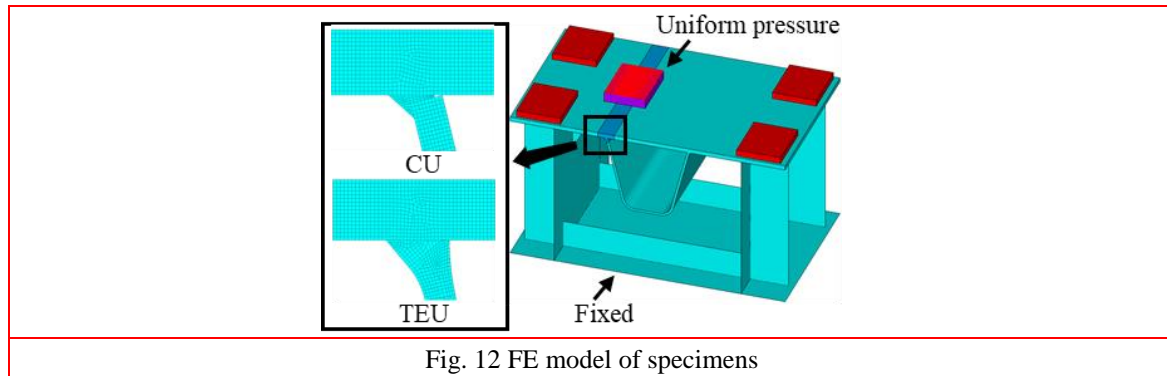 Uniform pressure
CU
TEU
Fixed
Fig. 12 FE model of specimens